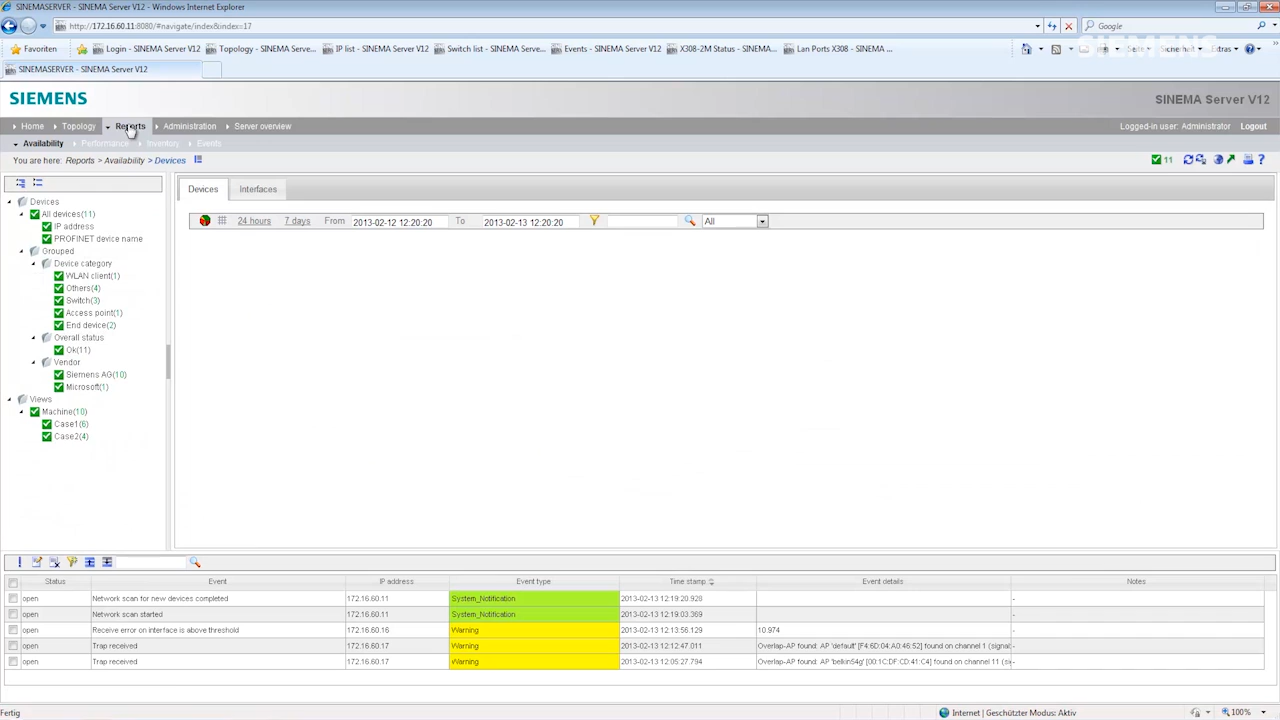 SINEMASERVER - SINEMA Server V12 - Windows Internet Explorer
http://172.16.60.11:8080/#navigate/index&index=17
Google
Favoriten Login - SINEMA Server V12 Topology - SINEMA Serve... IP list - SINEMA Server V12 Switch list - SINEMA Serv... Events - SINEMA Server V12 X308-2M Status - SINEMA... Lan Ports X308 - SINEMA ...
Sicherheit Extras
SIEMENS
SINEMASERVER - SINEMA Server V12
SIEMENS
SINEMA Server V12
Home Topology Reports Administration Server overview
Logged-in user: Administrator Logout
Availability Performance Inventory Events
You are here: Reports > Availability > Devices
11
Devices Interfaces
24 hours 7 days From 2013-02-12 12:20:20 To 2013-02-13 12:20:20 All
Devices
All devices(11)
IP address
PROFINET device name
Grouped
Device category
WLAN client(1)
Others(4)
Switch(3)
Access point(1)
End device(2)
Overall status
Ok(11)
Vendor
Siemens AG(10)
Microsoft(1)
Views
Machine(10)
Case1(6)
Case2(4)
Status Event IP address Event type Time stamp Event details Notes
open Network scan for new devices completed 172.16.60.11 System_Notification 2013-02-13 12:19:20.928 -
open Network scan started 172.16.60.11 System_Notification 2013-02-13 12:19:03.369 -
open Receive error on interface is above threshold 172.16.60.16 Warning 2013-02-13 12:13:56.129 10.974 -
open Trap received 172.16.60.17 Warning 2013-02-13 12:12:47.011 Overlap-AP found: AP 'default' [F4:6D:04:A0:46:52] found on channel 1 (signal -
open Trap received 172.16.60.17 Warning 2013-02-13 12:05:27.794 Overlap-AP found: AP 'belkin54g' [00:1C:DF:CD:41:C4] found on channel 11 (si -
Fertig
Internet | Geschützter Modus: Aktiv
100%